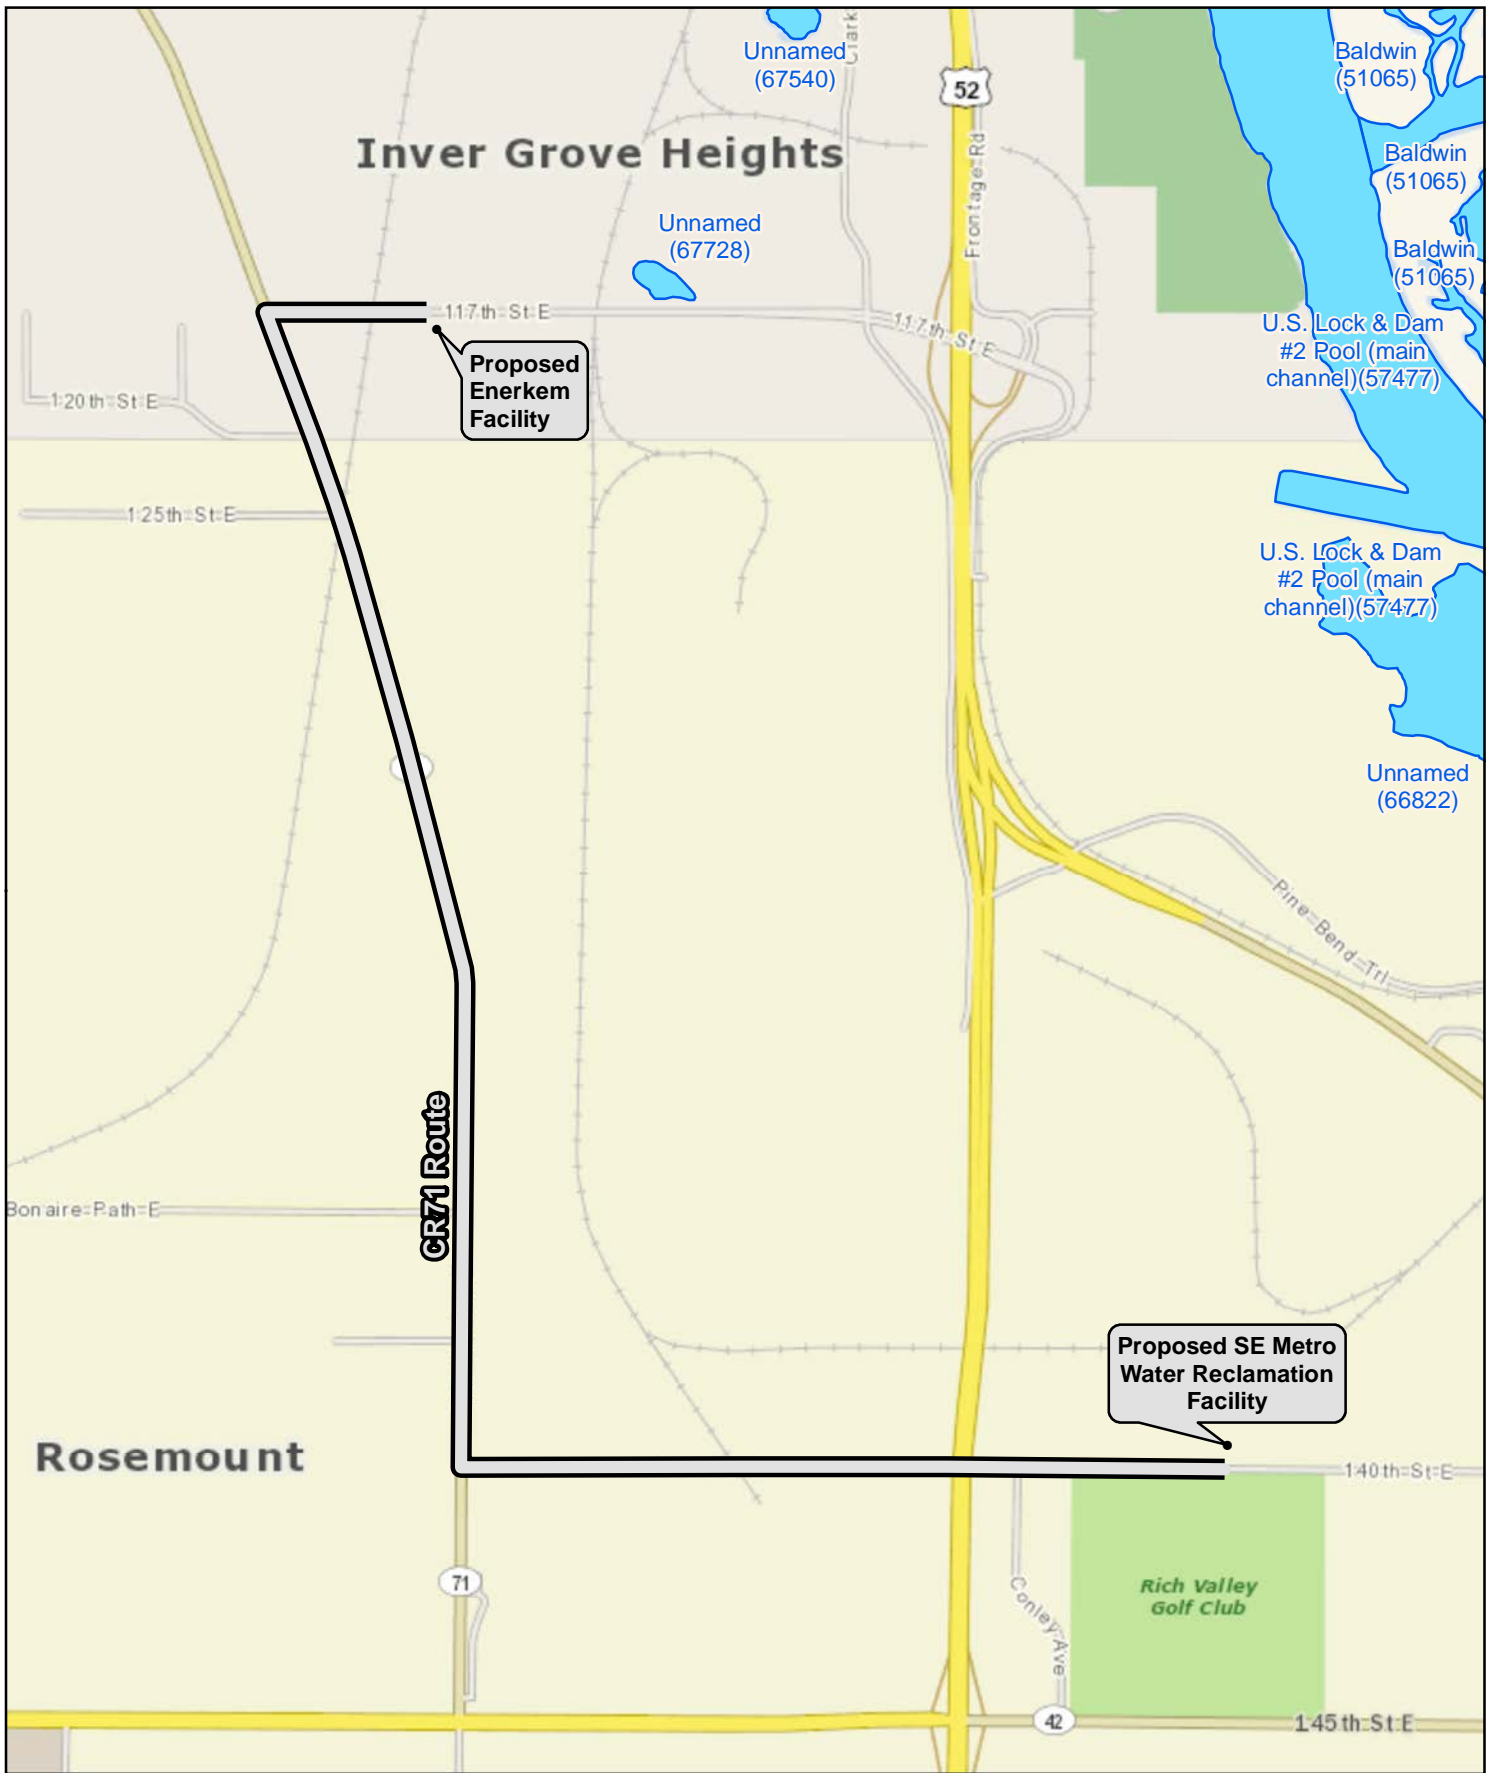 Unnamed
(67540)
Clark
52
Baldwin
(51065)
Inver Grove Heights
Frontage Rd
Baldwin
(51065)
Unnamed
(67728)
Baldwin
(51065)
117th St E
117th St E
U.S. Lock & Dam
#2 Pool (main
channel)(57477)
Proposed
Enerkem
Facility
120th St E
125th St E
U.S. Lock & Dam
#2 Pool (main
channel)(57477)
Unnamed
(66822)
Pine Bend Trl
CR71 Route
Bonaire Path E
Proposed SE Metro
Water Reclamation
Facility
Rosemount
140th St E
71
Conley Ave
Rich Valley
Golf Club
42
145th St E